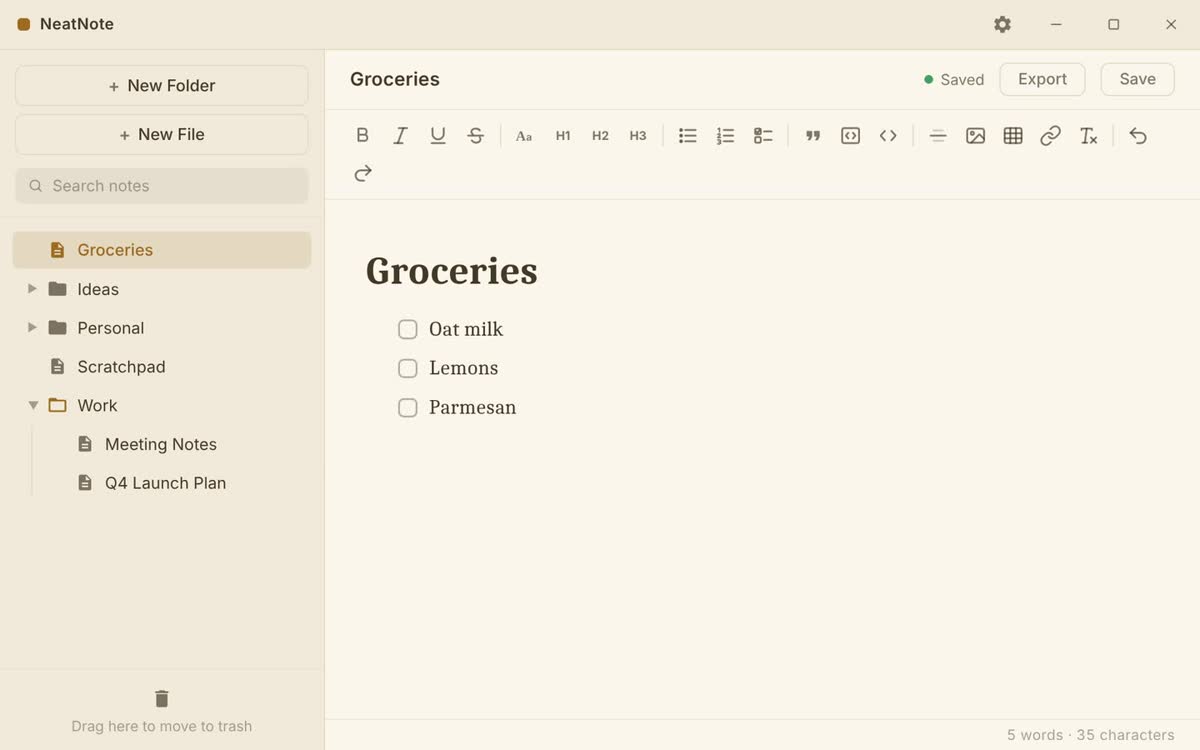 NeatNote
+ New Folder
+ New File
Search notes
Groceries
Ideas
Personal
Scratchpad
Work
Meeting Notes
Q4 Launch Plan
Drag here to move to trash
Groceries
Saved
Export
Save
B I U S Aa H1 H2 H3
Groceries
Oat milk
Lemons
Parmesan
5 words · 35 characters